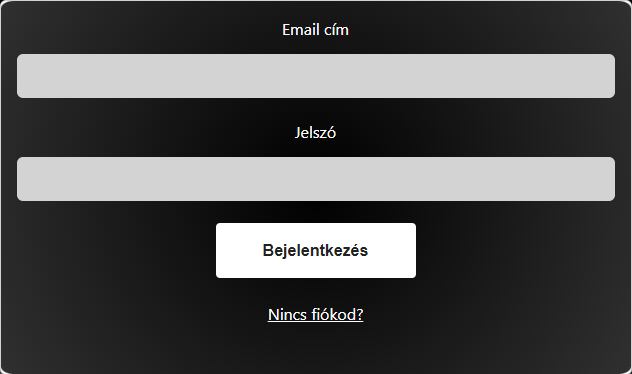 Email cím
Jelszó
Bejelentkezés
Nincs fiókod?